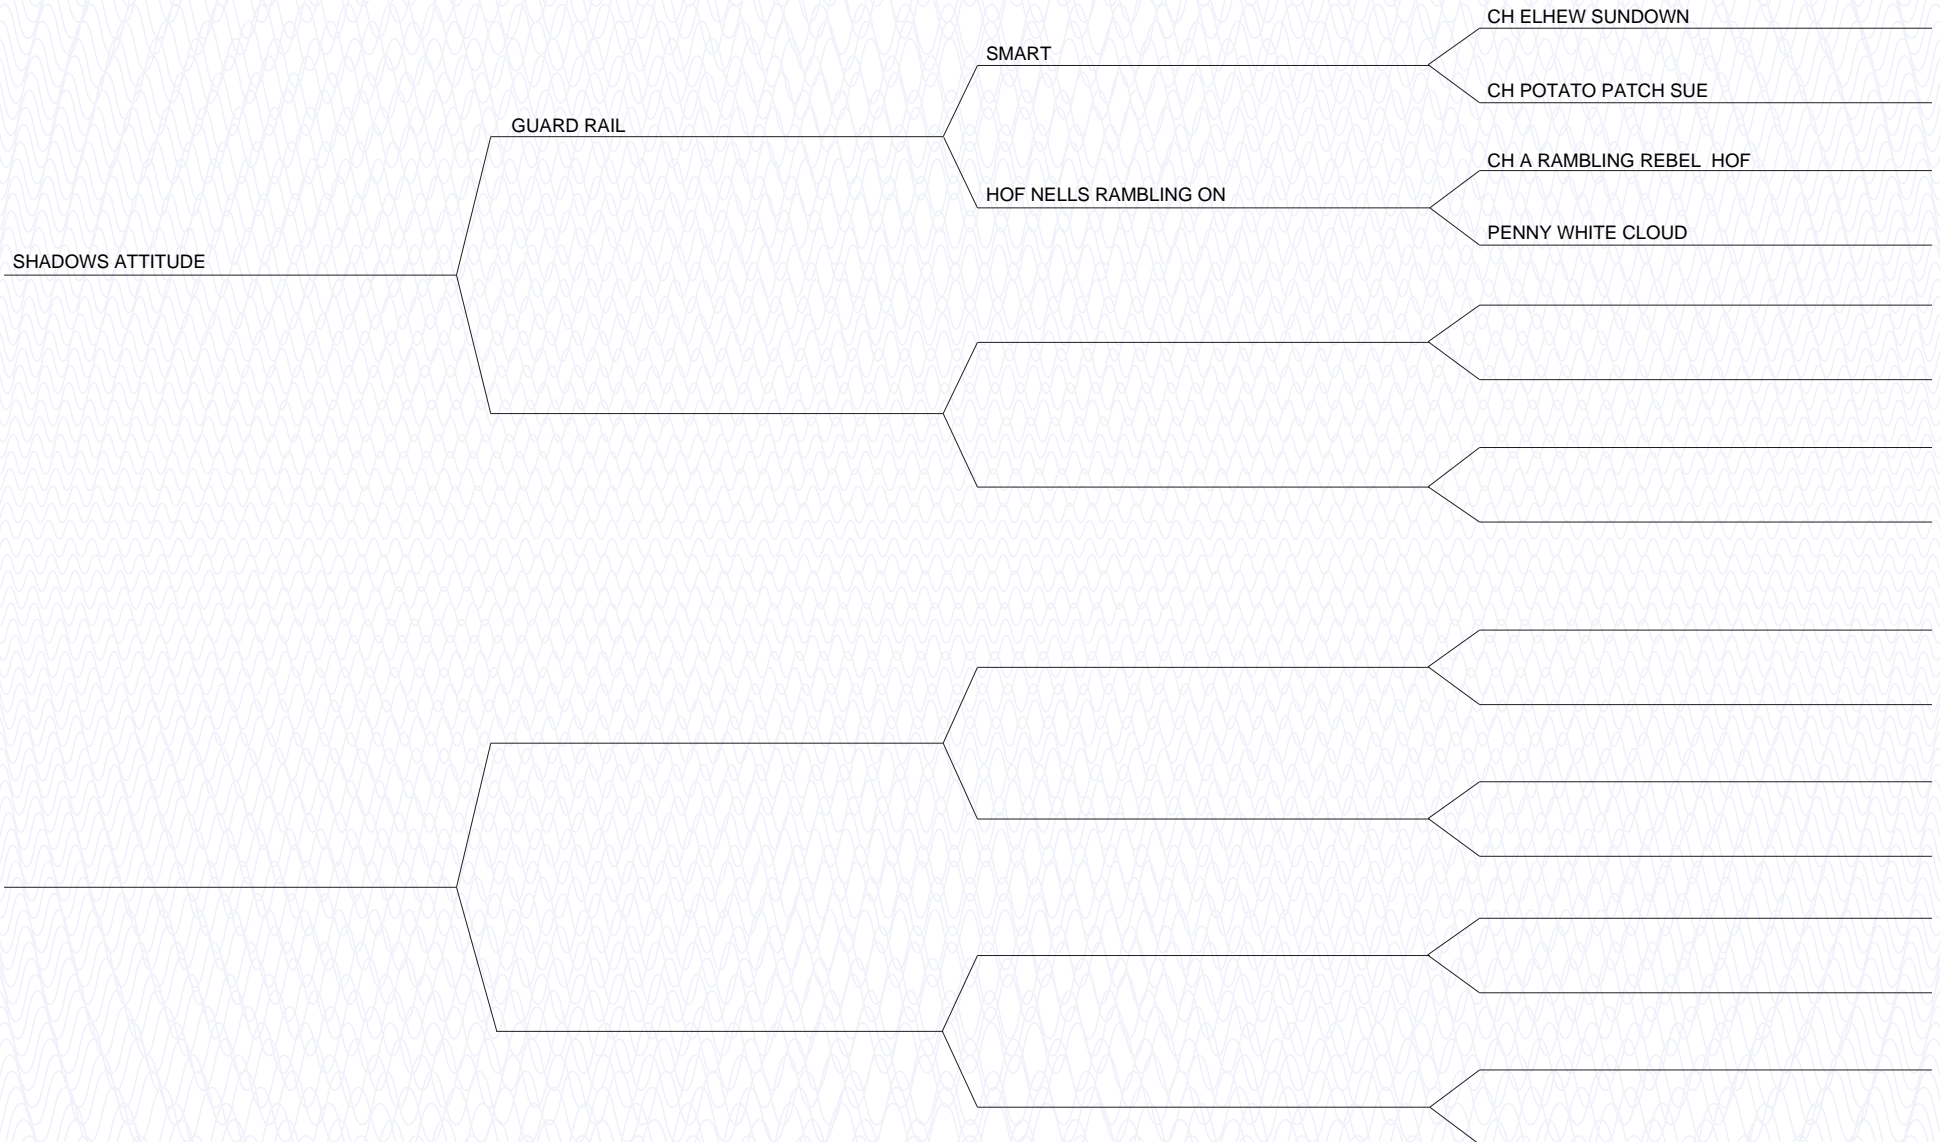 CH ELHEW SUNDOWN
SMART
CH POTATO PATCH SUE
GUARD RAIL
CH A RAMBLING REBEL  HOF
HOF NELLS RAMBLING ON
PENNY WHITE CLOUD
SHADOWS ATTITUDE